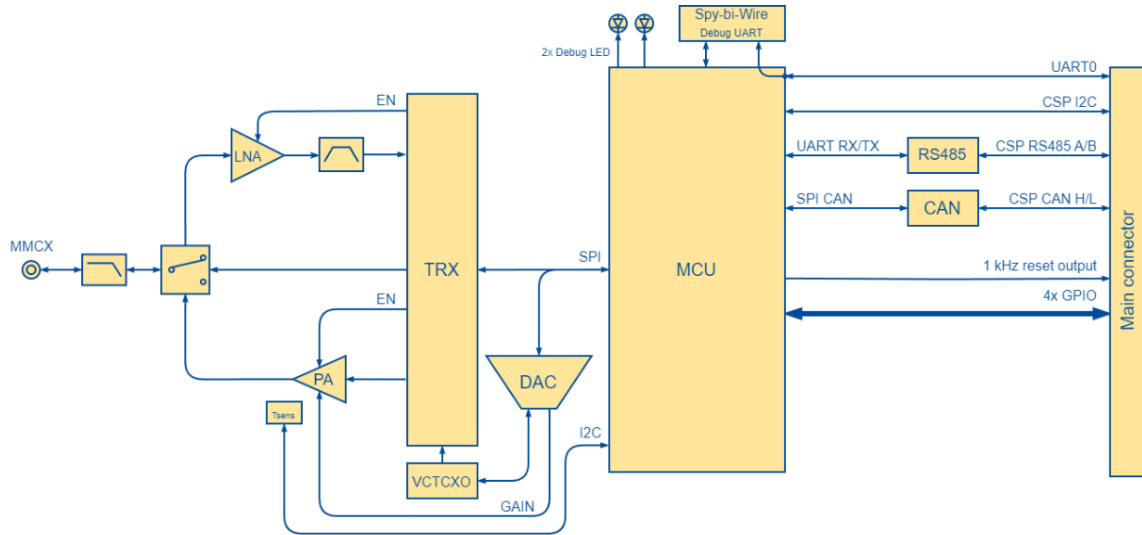 Spy-bi-Wire
Debug UART
2x Debug LED
UART0
EN
CSP I2C
LNA
UART RX/TX
RS485
CSP RS485 A/B
SPI CAN
CAN
CSP CAN H/L
MMCX
TRX
SPI
MCU
1 kHz reset output
Main connector
EN
4x GPIO
PA
DAC
Tsens
I2C
VCTCXO
GAIN